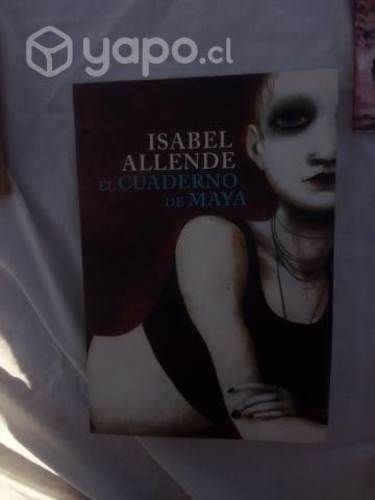 yapo.cl
ISABEL
ALLENDE
EL CUADERNO
DE MAYA